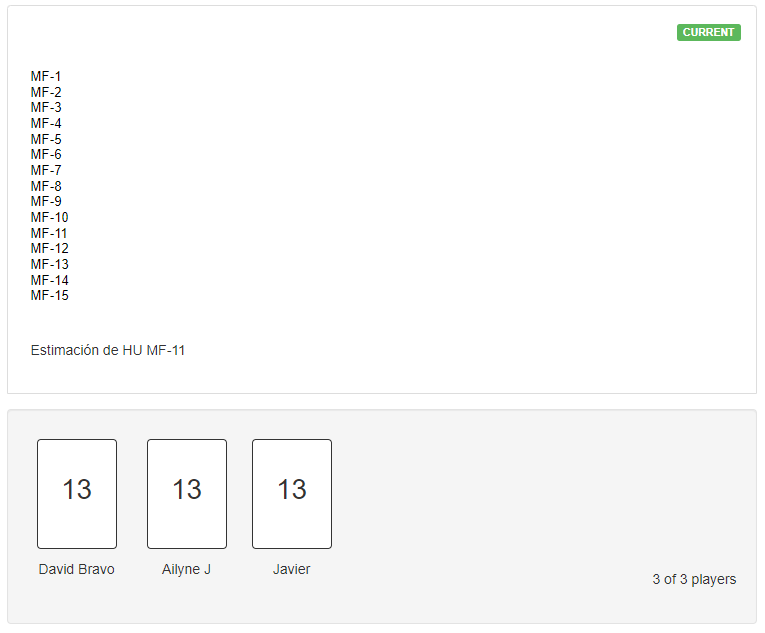 CURRENT
MF-1
MF-2
MF-3
MF-4
MF-5
MF-6
MF-7
MF-8
MF-9
MF-10
MF-11
MF-12
MF-13
MF-14
MF-15
Estimación de HU MF-11
13 13 13
David Bravo Ailyne J Javier
3 of 3 players